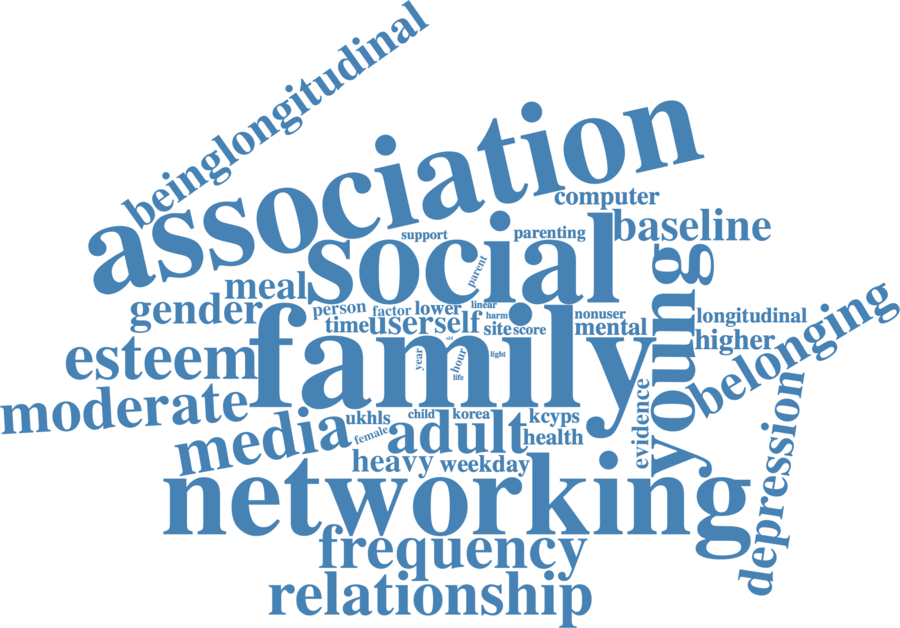 beinglongitudinal
association
computer
support
parenting
baseline
social
parent
meal
gender
person
factor
lower
linear
harm
nonuser
longitudinal
time
user
self
site
score
mental
higher
young
belonging
esteem
family
old
year
hour
light
life
moderate
media
ukhls
child
korea
kcyps
female
adult
health
evidence
heavy
weekday
depression
networking
frequency
relationship